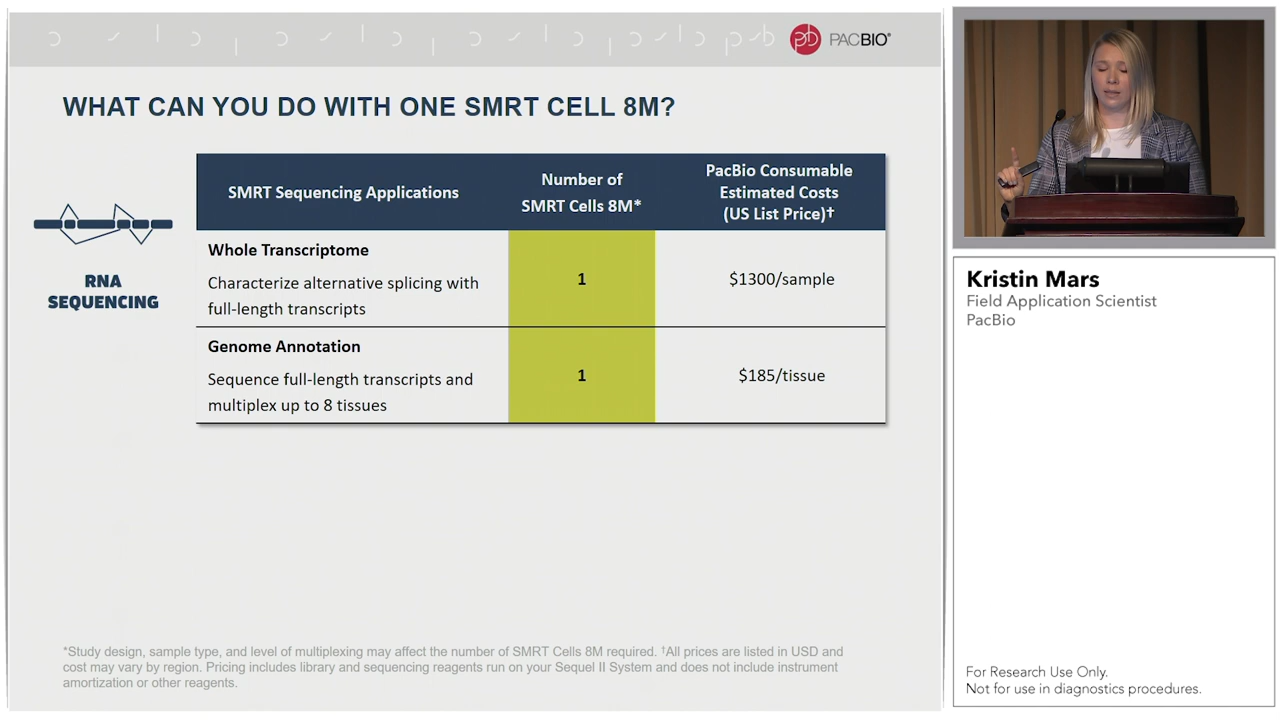 PACBIO®
WHAT CAN YOU DO WITH ONE SMRT CELL 8M?
SMRT Sequencing Applications
Number of
SMRT Cells 8M*
PacBio Consumable
Estimated Costs
(US List Price)†
RNA
SEQUENCING
Whole Transcriptome
Characterize alternative splicing with
full-length transcripts
1
$1300/sample
Genome Annotation
Sequence full-length transcripts and
multiplex up to 8 tissues
1
$185/tissue
*Study design, sample type, and level of multiplexing may affect the number of SMRT Cells 8M required. †All prices are listed in USD and
cost may vary by region. Pricing includes library and sequencing reagents run on your Sequel II System and does not include instrument
amortization or other reagents.
Kristin Mars
Field Application Scientist
PacBio
For Research Use Only.
Not for use in diagnostics procedures.